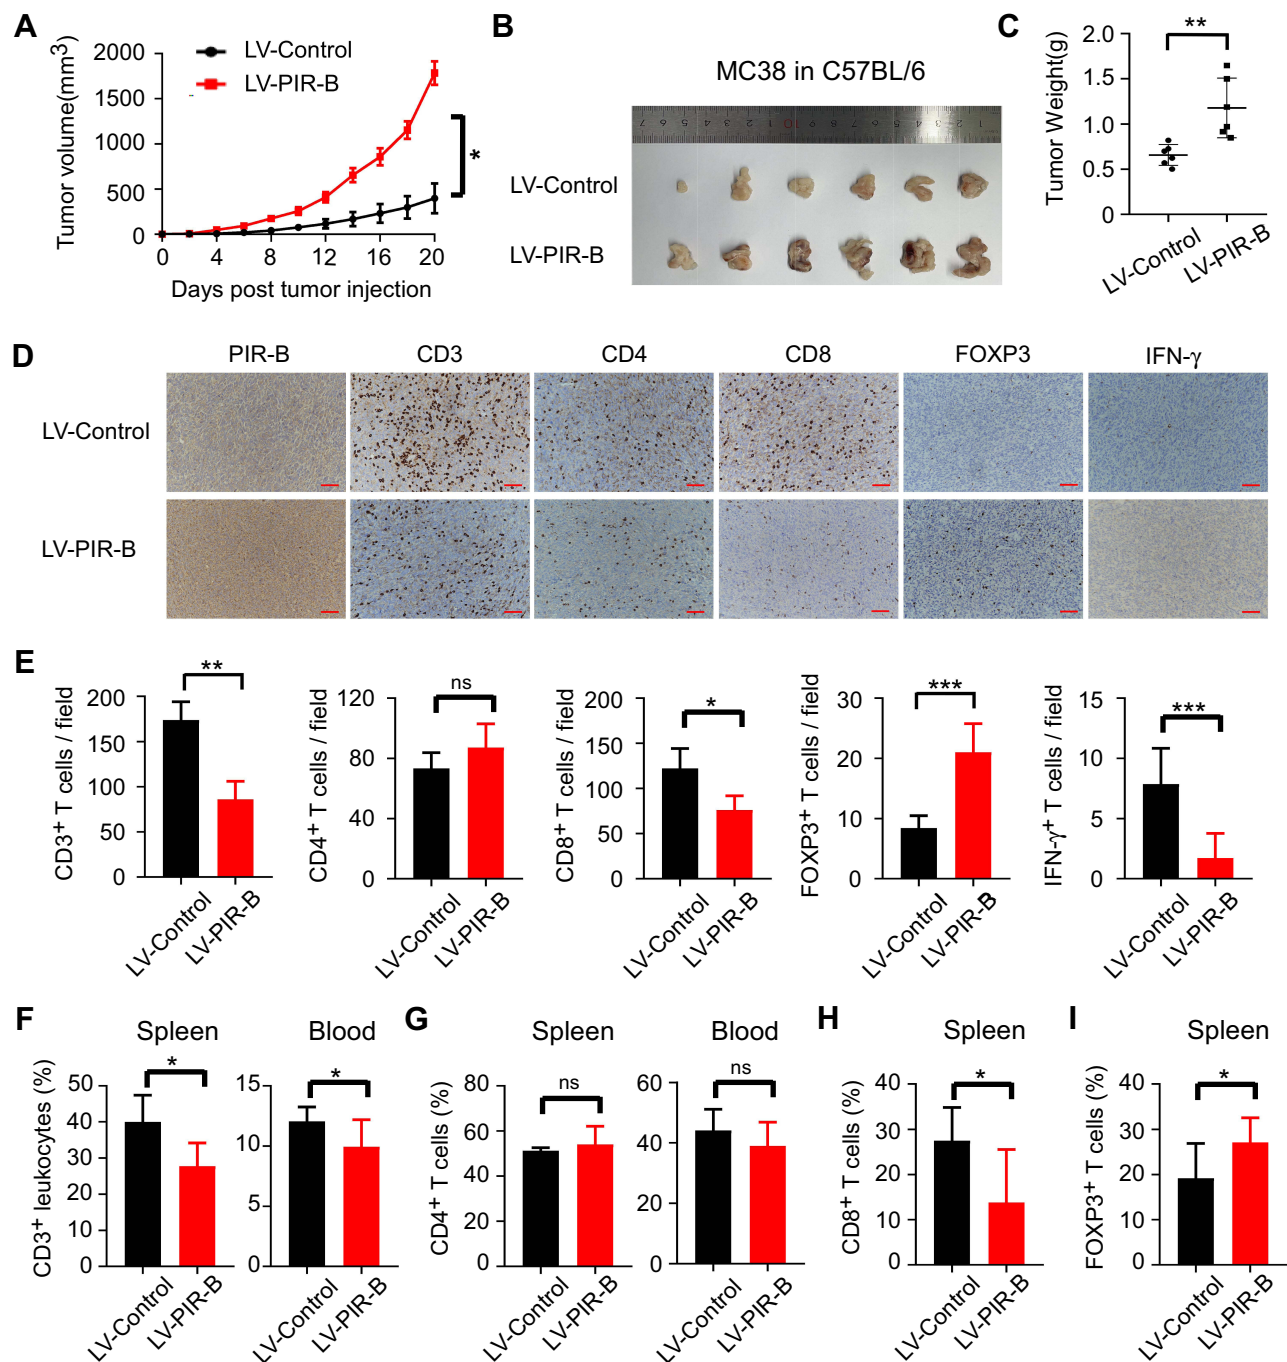 A
Tumor volume(mm3)
2000
1500
1000
500
0
0 4 8 12 16 20
Days post tumor injection
LV-Control
LV-PIR-B
*
B
MC38 in C57BL/6
LV-Control
LV-PIR-B
C
Tumor Weight(g)
2.0
1.5
1.0
0.5
0
**
LV-Control
LV-PIR-B
D
PIR-B CD3 CD4 CD8 FOXP3 IFN-γ
LV-Control
LV-PIR-B
E
CD3+ T cells / field
200
150
100
50
0
**
LV-Control
LV-PIR-B
CD4+ T cells / field
120
80
40
0
ns
LV-Control
LV-PIR-B
CD8+ T cells / field
200
150
100
50
0
*
LV-Control
LV-PIR-B
FOXP3+ T cells / field
30
20
10
0
***
LV-Control
LV-PIR-B
IFN-γ+ T cells / field
15
10
5
0
***
LV-Control
LV-PIR-B
F
Spleen
CD3+ leukocytes (%)
50
40
30
20
10
0
*
LV-Control
LV-PIR-B
Blood
15
10
5
0
*
LV-Control
LV-PIR-B
G
Spleen
CD4+ T cells (%)
80
60
40
20
0
ns
LV-Control
LV-PIR-B
Blood
60
40
20
0
ns
LV-Control
LV-PIR-B
H
Spleen
CD8+ T cells (%)
40
30
20
10
0
*
LV-Control
LV-PIR-B
I
Spleen
FOXP3+ T cells (%)
40
30
20
10
0
*
LV-Control
LV-PIR-B